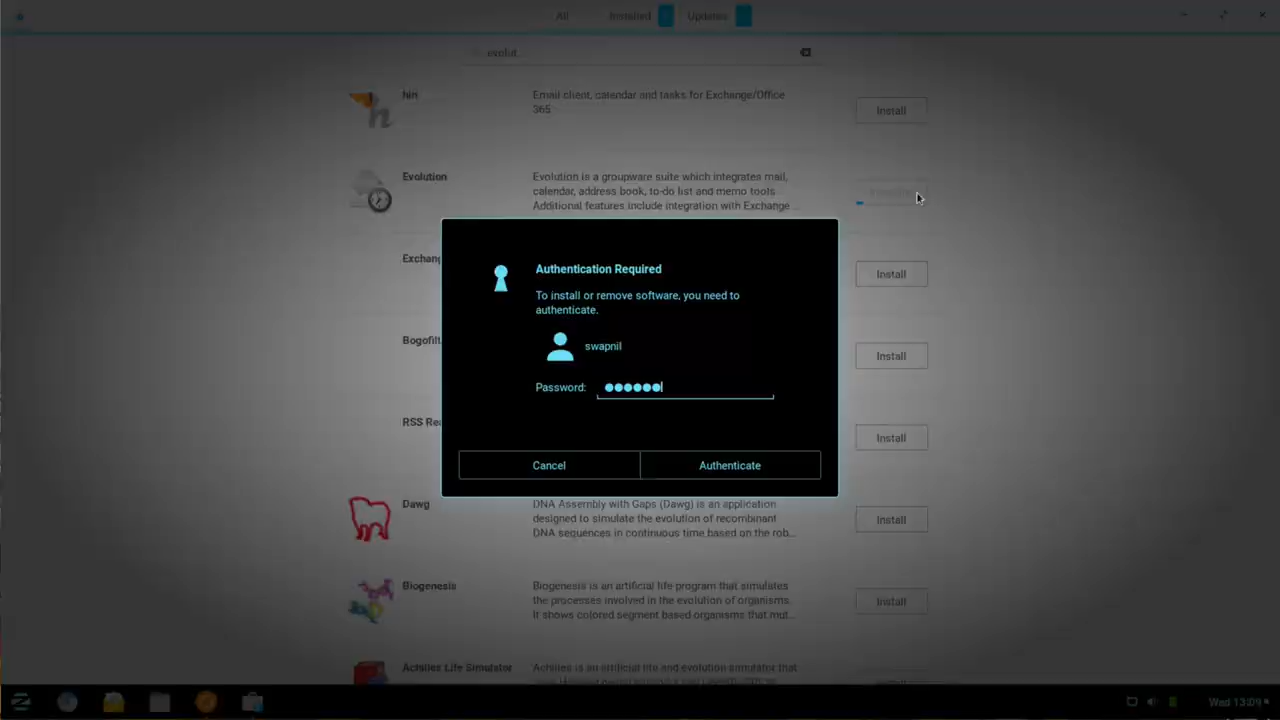 All Installed Updates
evolut...
hiri Email client, calendar and tasks for Exchange/Office
365. Install
Evolution Evolution is a groupware suite which integrates mail,
calendar, address book, to-do list and memo tools.
Additional features include integration with Exchange ...
Exchang Install
Authentication Required
To install or remove software, you need to
authenticate.
swapnil
Bogofilt Install
Password: ●●●●●●
RSS Rea Install
Cancel Authenticate
Dawg DNA Assembly with Gaps (Dawg) is an application
designed to simulate the evolution of recombinant
DNA sequences in continuous time based on the rob...
Install
Biogenesis Biogenesis is an artificial life program that simulates
the processes involved in the evolution of organisms.
It shows colored segment based organisms that mut...
Install
Achilles Life Simulator Achilles is an artificial life and evolution simulator that
Install
Wed 13:09